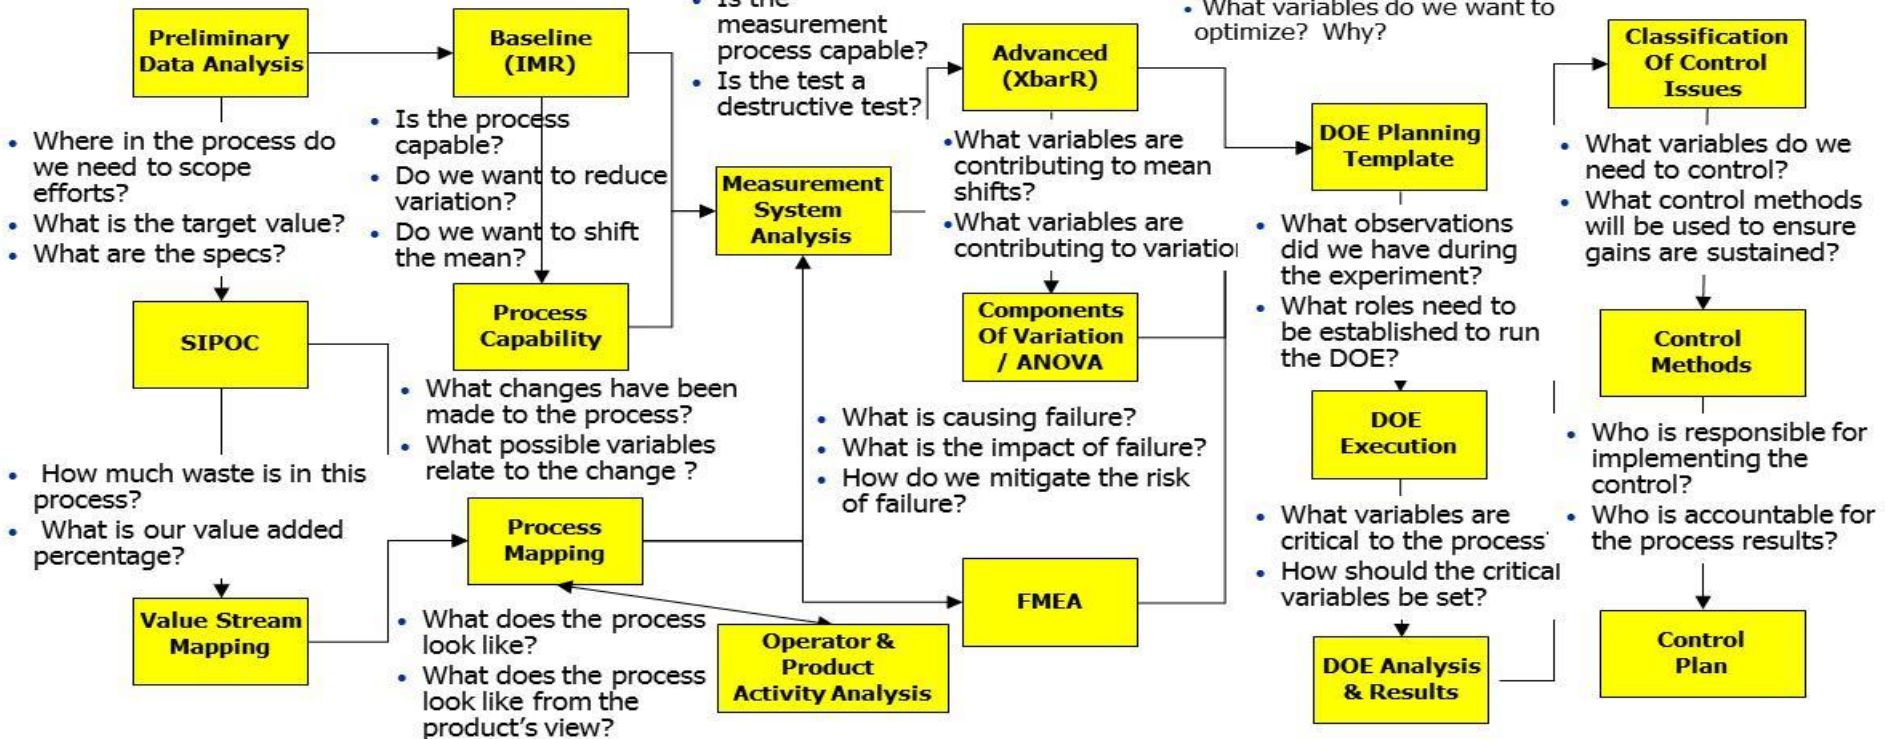 Preliminary
Data Analysis
• Where in the process do
we need to scope
efforts?
• What is the target value?
• What are the specs?
SIPOC
• How much waste is in this
process?
• What is our value added
percentage?
Value Stream
Mapping
Baseline
(IMR)
• Is the process
capable?
• Do we want to reduce
variation?
• Do we want to shift
the mean?
Process
Capability
• What changes have been
made to the process?
• What possible variables
relate to the change ?
Process
Mapping
• What does the process
look like?
• What does the process
look like from the
product's view?
• Is the
measurement
process capable?
• Is the test a
destructive test?
Measurement
System
Analysis
• What is causing failure?
• What is the impact of failure?
• How do we mitigate the risk
of failure?
Operator &
Product
Activity Analysis
Advanced
(XbarR)
•What variables are
contributing to mean
shifts?
•What variables are
contributing to variation
Components
Of Variation
/ ANOVA
FMEA
• What variables do we want to
optimize? Why?
DOE Planning
Template
• What observations
did we have during
the experiment?
• What roles need to
be established to run
the DOE?
DOE
Execution
• What variables are
critical to the process
• How should the critical
variables be set?
DOE Analysis
& Results
Classification
Of Control
Issues
• What variables do we
need to control?
• What control methods
will be used to ensure
gains are sustained?
Control
Methods
• Who is responsible for
implementing the
control?
• Who is accountable for
the process results?
Control
Plan